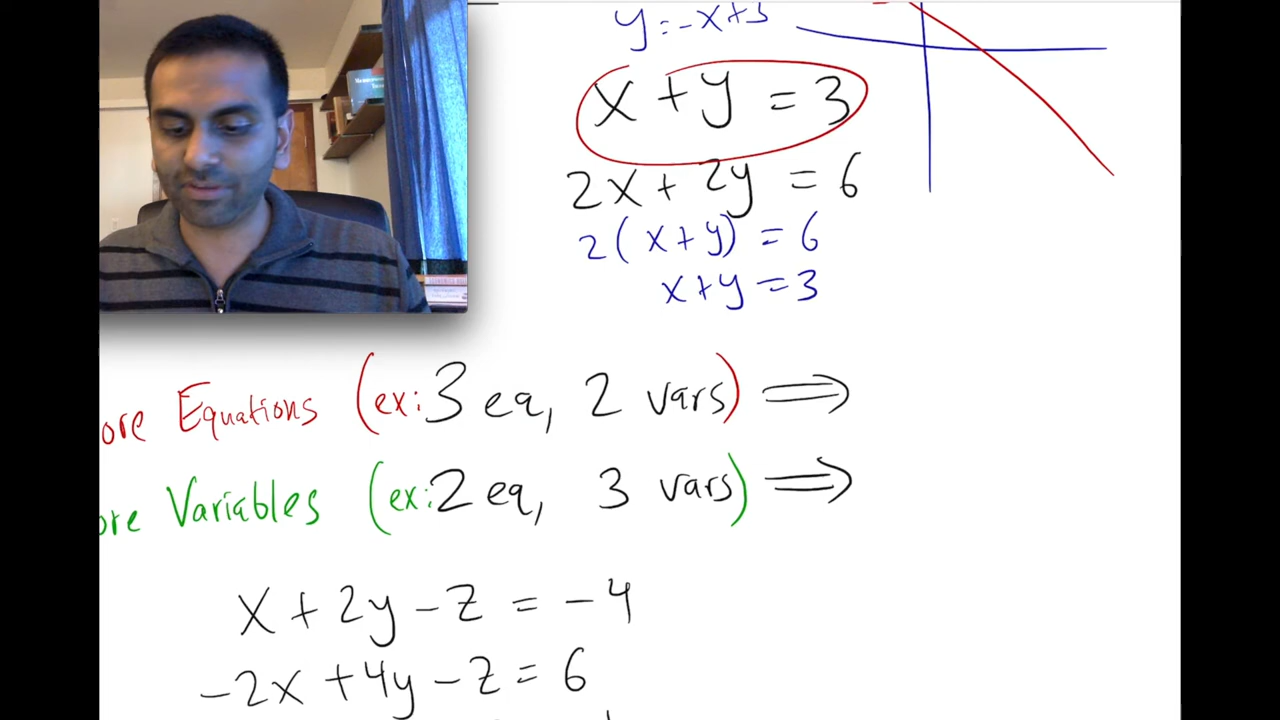 y = -x+3
x + y = 3
2x + 2y = 6
2(x+y) = 6
x+y = 3
ore Equations (ex: 3 eq, 2 vars) ⟹
ore Variables (ex: 2 eq, 3 vars) ⟹
x + 2y - z = -4
-2x + 4y - z = 6